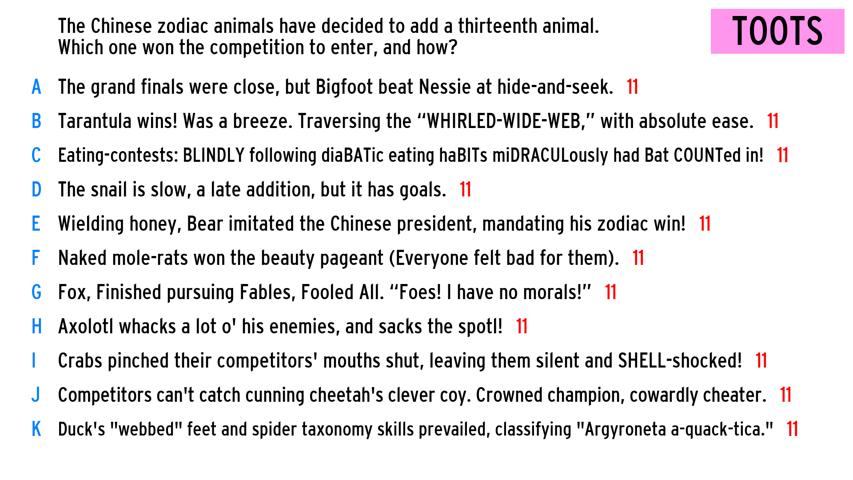 The Chinese zodiac animals have decided to add a thirteenth animal.
Which one won the competition to enter, and how?
TOOTS
A The grand finals were close, but Bigfoot beat Nessie at hide-and-seek. 11
B Tarantula wins! Was a breeze. Traversing the “WHIRLED-WIDE-WEB,” with absolute ease. 11
C Eating-contests: BLINDLY following diaBATic eating haBITs miDRACULously had Bat COUNTed in! 11
D The snail is slow, a late addition, but it has goals. 11
E Wielding honey, Bear imitated the Chinese president, mandating his zodiac win! 11
F Naked mole-rats won the beauty pageant (Everyone felt bad for them). 11
G Fox, Finished pursuing Fables, Fooled All. “Foes! I have no morals!” 11
H Axolotl whacks a lot o' his enemies, and sacks the spotl! 11
I Crabs pinched their competitors' mouths shut, leaving them silent and SHELL-shocked! 11
J Competitors can't catch cunning cheetah's clever coy. Crowned champion, cowardly cheater. 11
K Duck's "webbed" feet and spider taxonomy skills prevailed, classifying "Argyroneta a-quack-tica." 11